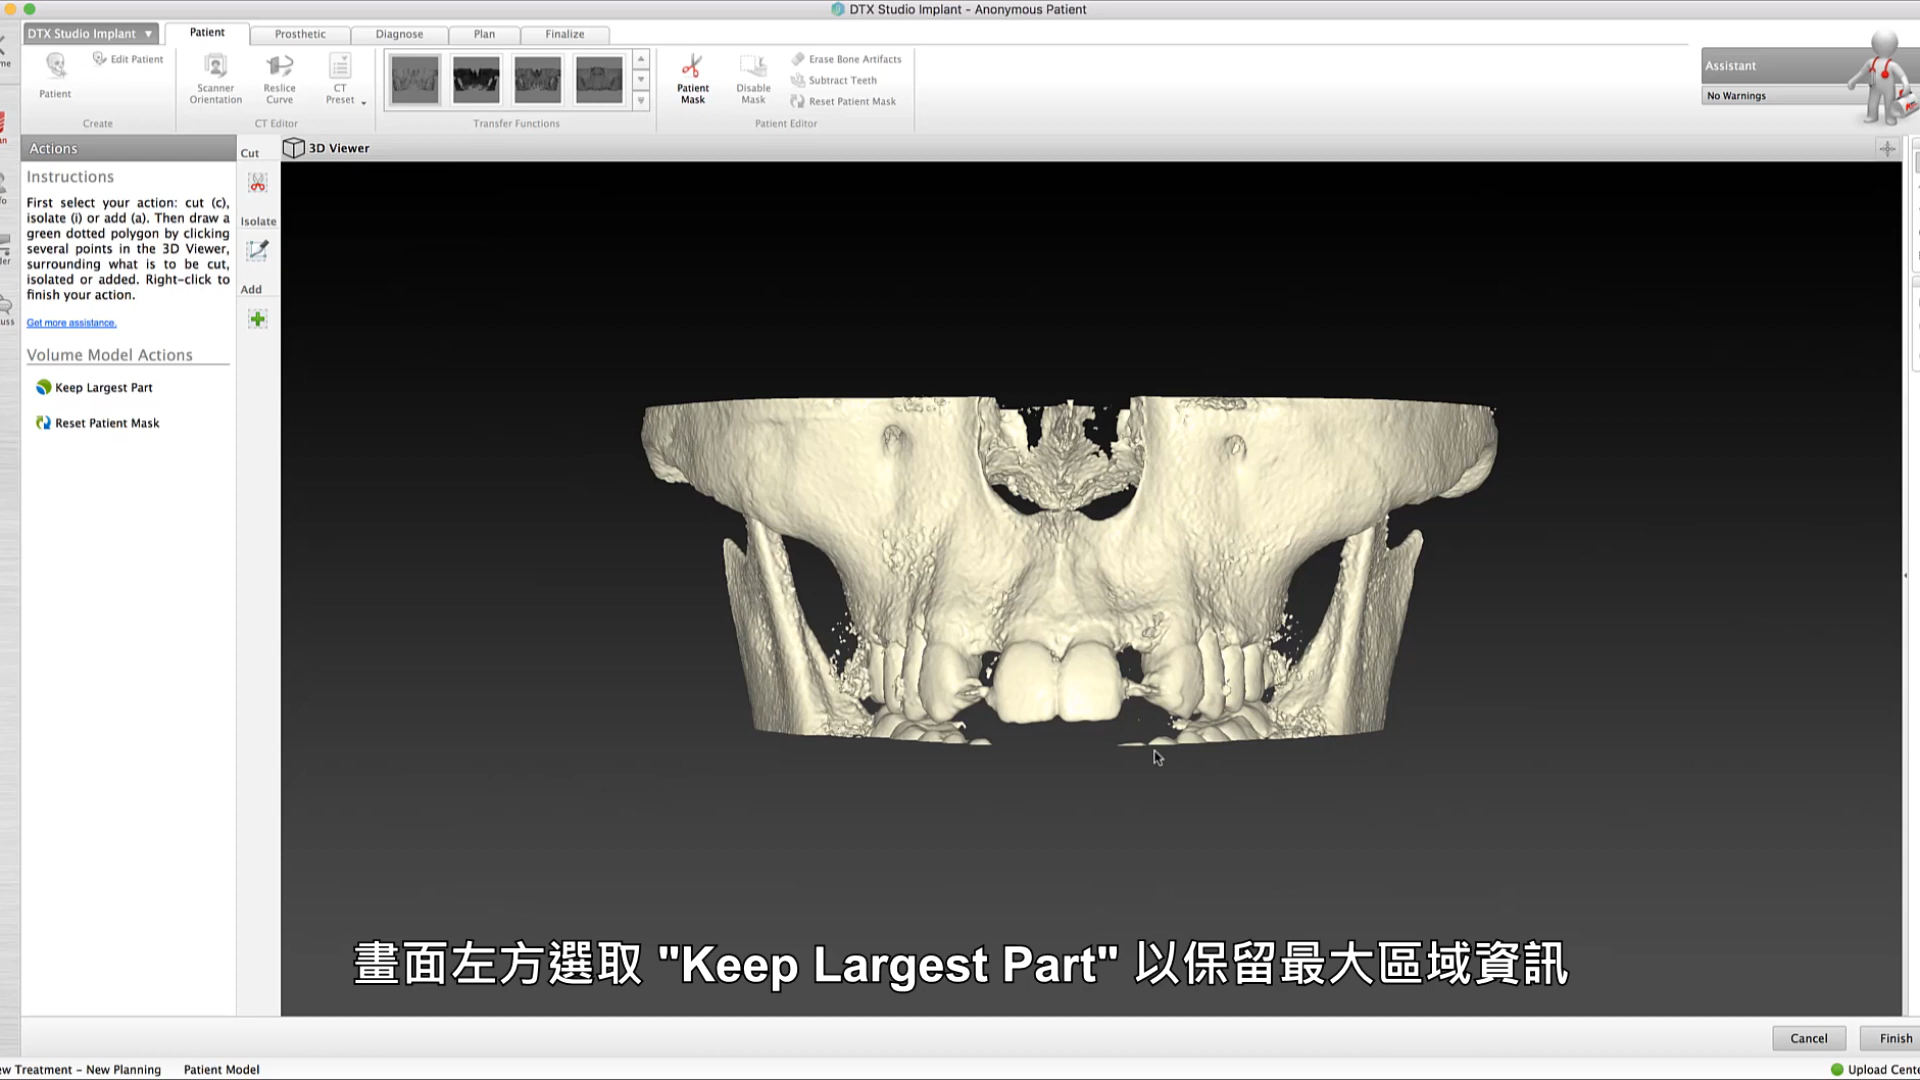 DTX Studio Implant - Anonymous Patient
DTX Studio Implant ▼
Patient
Prosthetic
Diagnose
Plan
Finalize
Patient
Edit Patient
Create
Scanner
Orientation
Reslice
Curve
CT
Preset
CT Editor
Transfer Functions
Patient
Mask
Disable
Mask
Erase Bone Artifacts
Subtract Teeth
Reset Patient Mask
Patient Editor
Assistant
No Warnings
Actions
Instructions
First select your action: cut (c),
isolate (i) or add (a). Then draw a
green dotted polygon by clicking
several points in the 3D Viewer,
surrounding what is to be cut,
isolated or added. Right-click to
finish your action.
Get more assistance.
Volume Model Actions
Keep Largest Part
Reset Patient Mask
Cut
Isolate
Add
3D Viewer
畫面左方選取 "Keep Largest Part" 以保留最大區域資訊
Cancel
Finish
ew Treatment - New Planning
Patient Model
Upload Cente